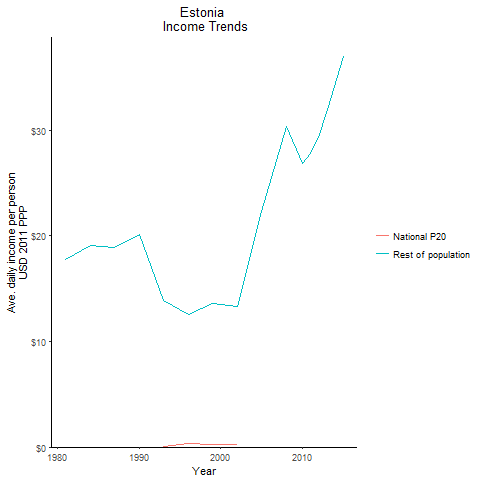 Estonia
Income Trends
Ave. daily income per person
USD 2011 PPP
$30
$20
$10
$0
1980
1990
2000
2010
Year
National P20
Rest of population